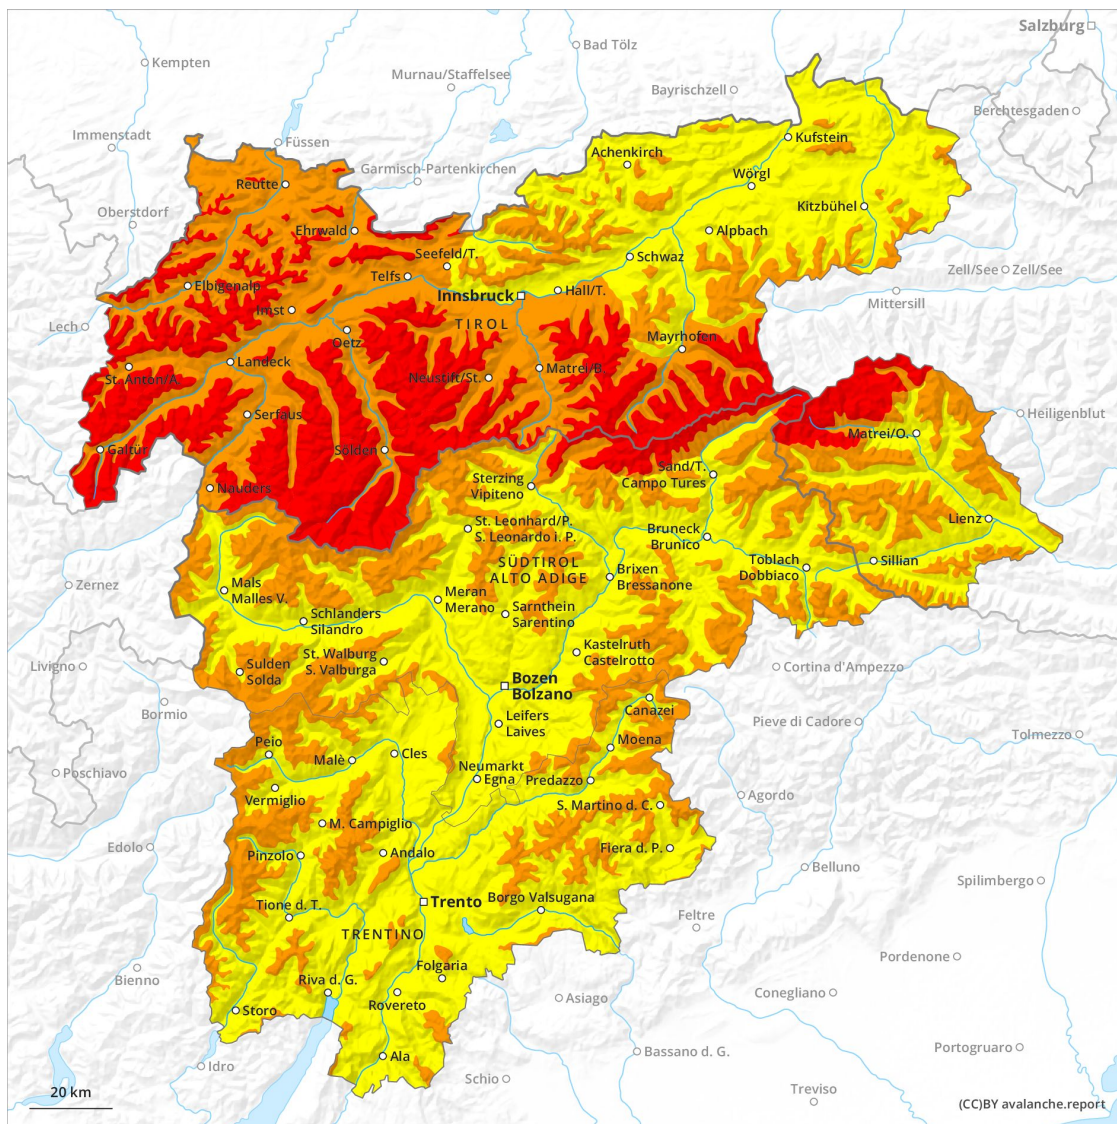 Salzburg
Bad Tölz
Kempten
Murnau/Staffelsee
Bayrischzell
Berchtesgaden
Immenstadt
Füssen
Kufstein
Achenkirch
Garmisch-Partenkirchen
Wörgl
Reutte
Oberstdorf
Kitzbühel
Ehrwald
Alpbach
Seefeld/T.
Schwaz
Zell/See
Zell/See
Telfs
Elbigenalp
Hall/T.
Innsbruck
Mittersill
Imst
TIROL
Lech
Oetz
Mayrhofen
Landeck
St. Anton/A.
Matrei/B.
Neustift/St.
Serfaus
Heiligenblut
Matrei/O.
Galtür
Sölden
Sand/T.
Campo Tures
Sterzing
Vipiteno
Nauders
Lienz
St. Leonhard/P.
S. Leonardo i. P.
Bruneck
Brunico
SÜDTIROL
ALTO ADIGE
Toblach
Dobbiaco
Sillian
Brixen
Bressanone
Zernez
Mals
Malles V.
Meran
Merano
Sarnthein
Sarentino
Schlanders
Silandro
Kastelruth
Castelrotto
St. Walburg
S. Valburga
Livigno
Sulden
Solda
Cortina d'Ampezzo
Bozen
Bolzano
Canazei
Bormio
Leifers
Laives
Pieve di Cadore
Tolmezzo
Peio
Moena
Cles
Malè
Neumarkt
Egna
Predazzo
Poschiavo
Vermiglio
Agordo
S. Martino d. C.
M. Campiglio
Edolo
Fiera d. P.
Pinzolo
Andalo
Belluno
Spilimbergo
Borgo Valsugana
Trento
Tione d. T.
Feltre
TRENTINO
Pordenone
Folgaria
Bienno
Riva d. G.
Conegliano
Rovereto
Asiago
Storo
Portogruaro
Ala
Bassano d. G.
Idro
Schio
Treviso
20 km
(CC)BY avalanche.report